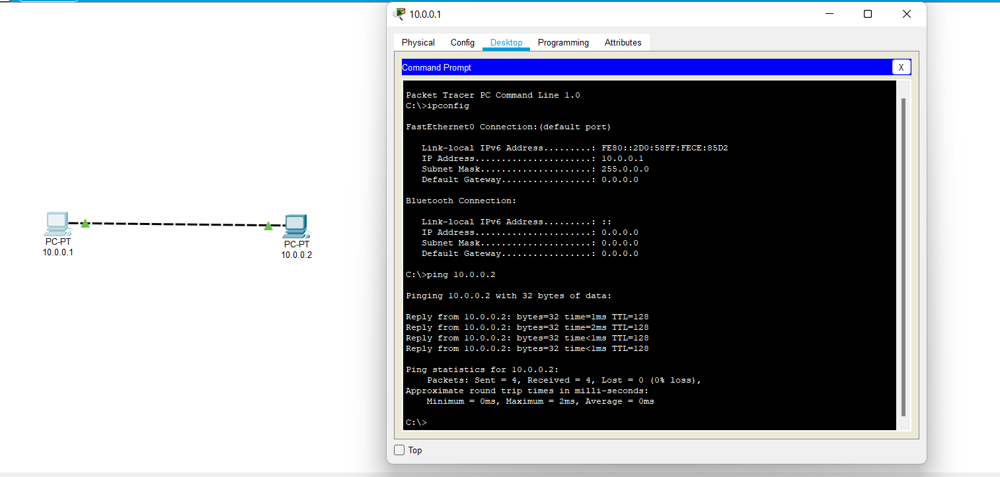 PC-PT
10.0.0.1
PC-PT
10.0.0.2
10.0.0.1
Physical Config Desktop Programming Attributes
Command Prompt X
Packet Tracer PC Command Line 1.0
C:\>ipconfig
FastEthernet0 Connection:(default port)
Link-local IPv6 Address.........: FE80::2D0:58FF:FECE:85D2
IP Address......................: 10.0.0.1
Subnet Mask.....................: 255.0.0.0
Default Gateway.................: 0.0.0.0
Bluetooth Connection:
Link-local IPv6 Address.........: ::
IP Address......................: 0.0.0.0
Subnet Mask.....................: 0.0.0.0
Default Gateway.................: 0.0.0.0
C:\>ping 10.0.0.2
Pinging 10.0.0.2 with 32 bytes of data:
Reply from 10.0.0.2: bytes=32 time=1ms TTL=128
Reply from 10.0.0.2: bytes=32 time=2ms TTL=128
Reply from 10.0.0.2: bytes=32 time<1ms TTL=128
Reply from 10.0.0.2: bytes=32 time<1ms TTL=128
Ping statistics for 10.0.0.2:
Packets: Sent = 4, Received = 4, Lost = 0 (0% loss),
Approximate round trip times in milli-seconds:
Minimum = 0ms, Maximum = 2ms, Average = 0ms
C:\>
Top